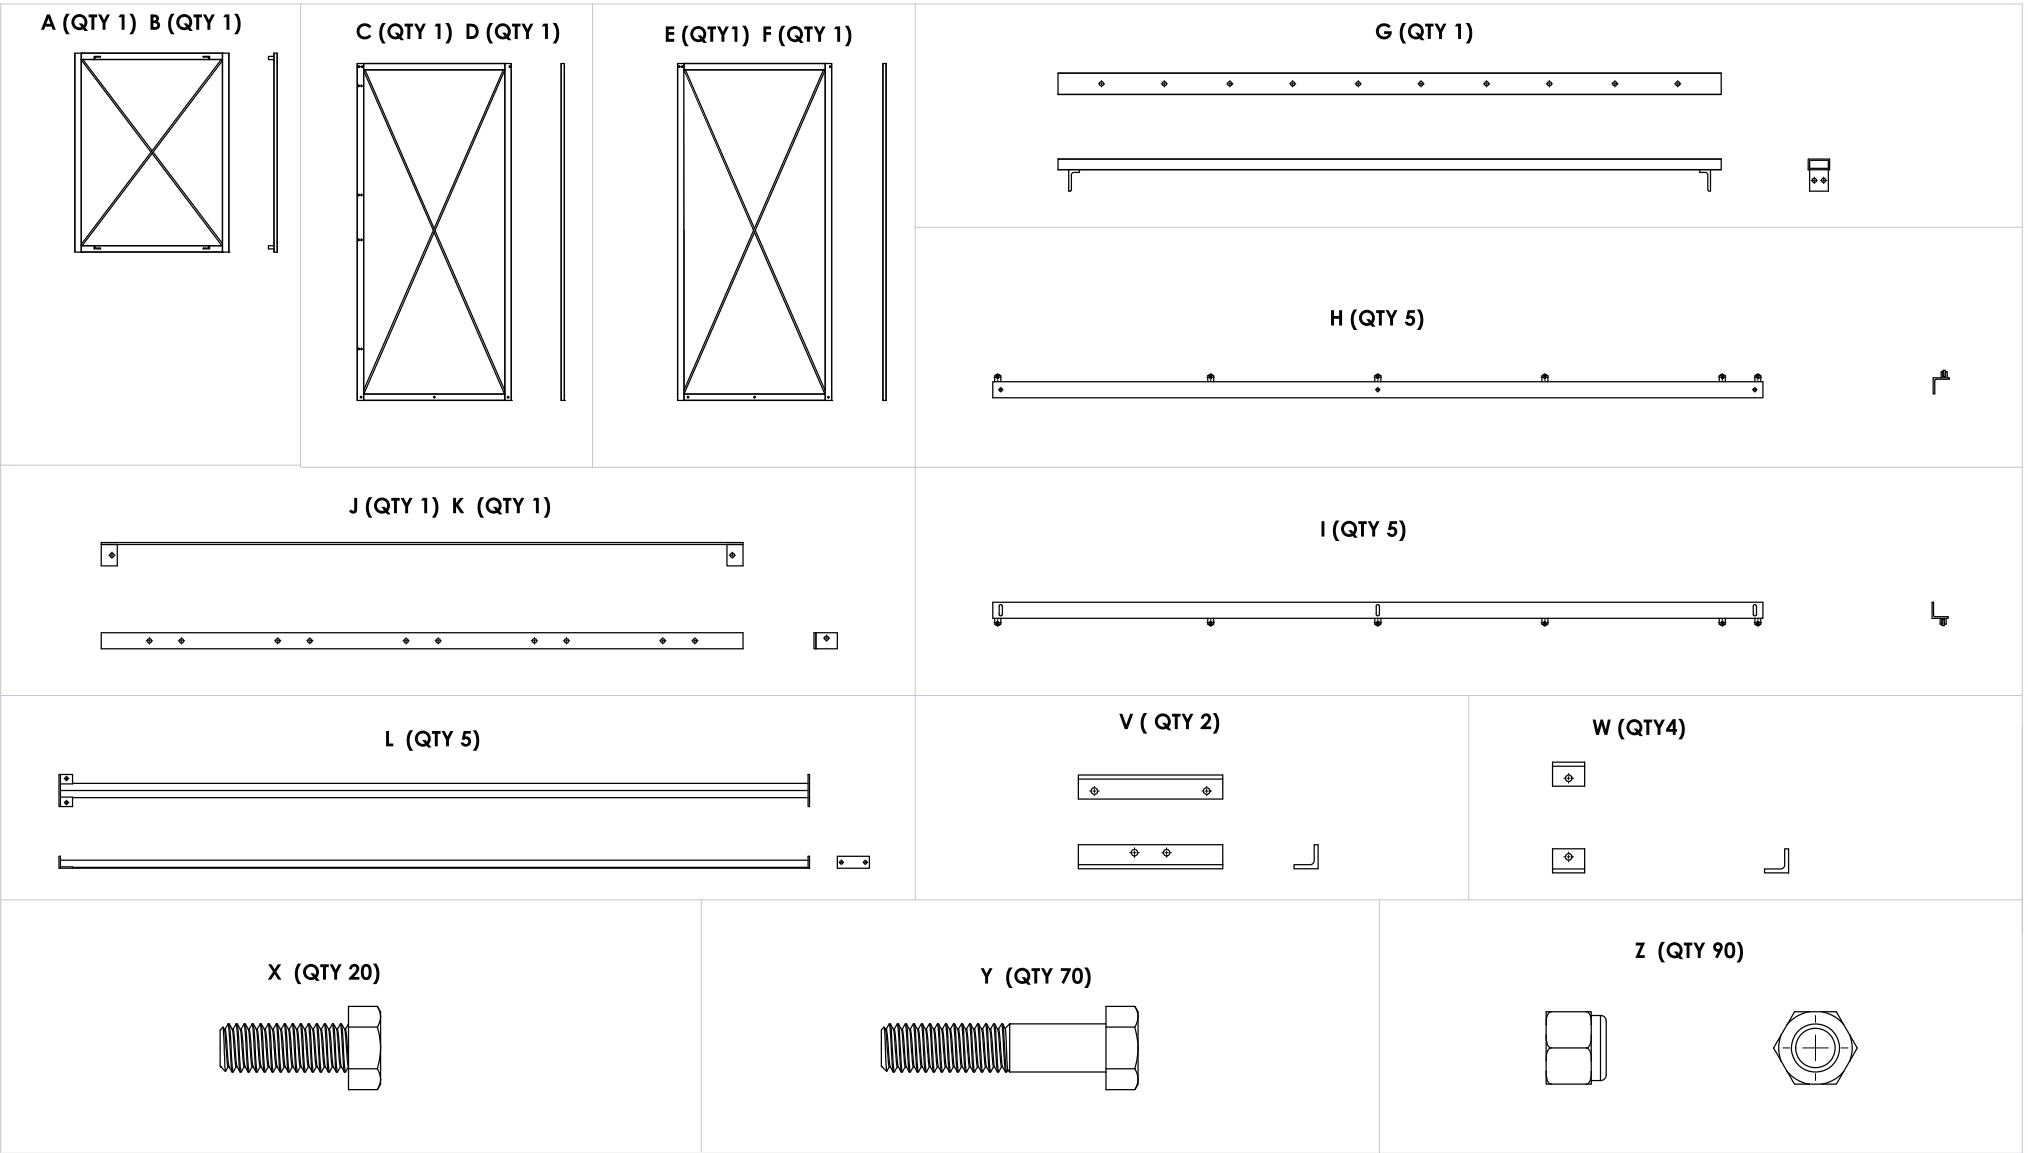 A (QTY 1)  B (QTY 1)
C (QTY 1)  D (QTY 1)
E (QTY1)  F (QTY 1)
G (QTY 1)
H (QTY 5)
J (QTY 1)  K  (QTY 1)
I (QTY 5)
L  (QTY 5)
V ( QTY 2)
W (QTY4)
X  (QTY 20)
Y  (QTY 70)
Z  (QTY 90)